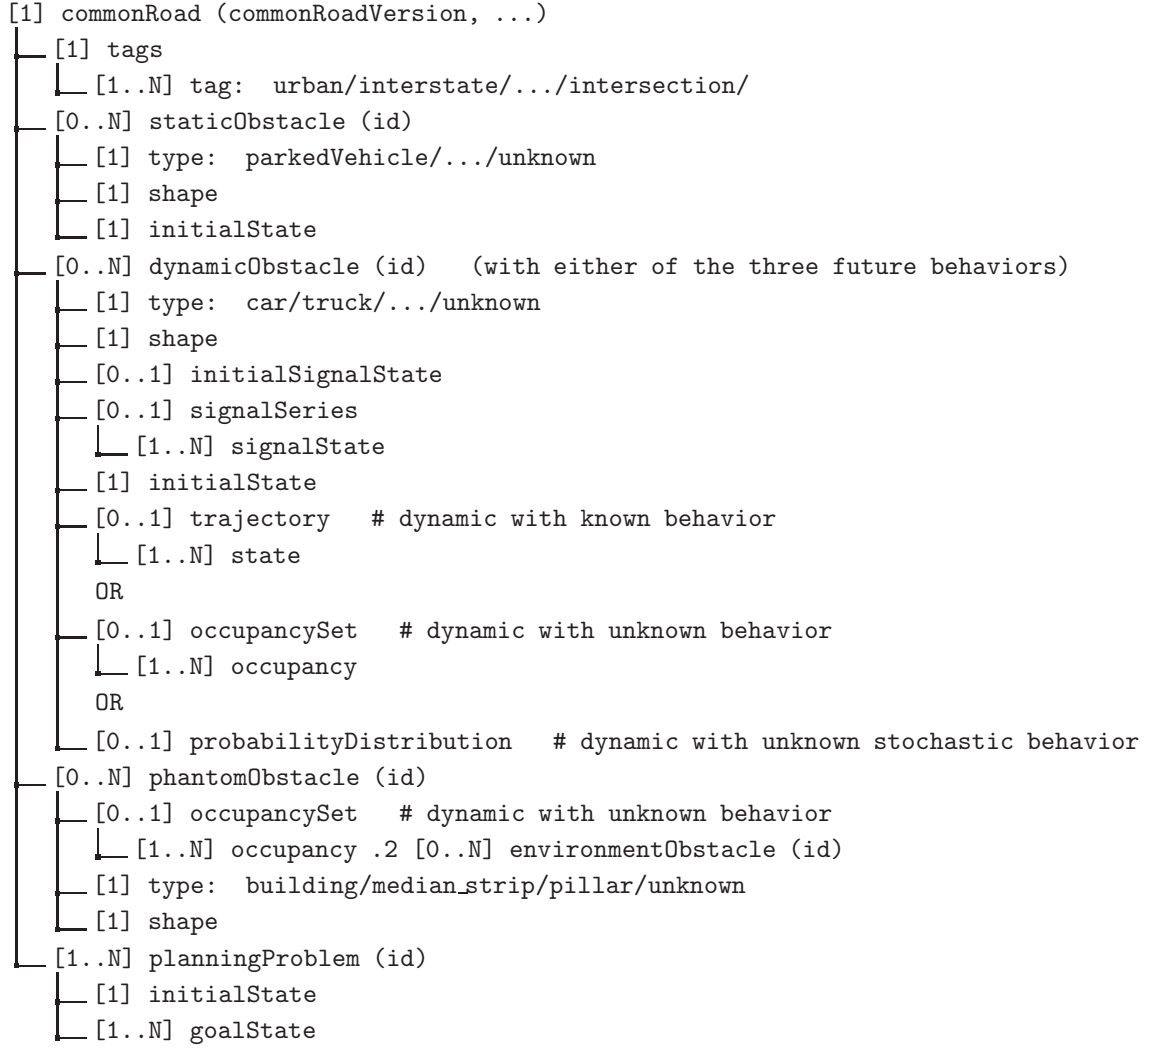 [1] commonRoad (commonRoadVersion, ...)
[1] tags
[1..N] tag: urban/interstate/.../intersection/
[0..N] staticObstacle (id)
[1] type: parkedVehicle/.../unknown
[1] shape
[1] initialState
[0..N] dynamicObstacle (id) (with either of the three future behaviors)
[1] type: car/truck/.../unknown
[1] shape
[0..1] initialSignalState
[0..1] signalSeries
[1..N] signalState
[1] initialState
[0..1] trajectory # dynamic with known behavior
[1..N] state
OR
[0..1] occupancySet # dynamic with unknown behavior
[1..N] occupancy
OR
[0..1] probabilityDistribution # dynamic with unknown stochastic behavior
[0..N] phantomObstacle (id)
[0..1] occupancySet # dynamic with unknown behavior
[1..N] occupancy .2 [0..N] environmentObstacle (id)
[1] type: building/median_strip/pillar/unknown
[1] shape
[1..N] planningProblem (id)
[1] initialState
[1..N] goalState